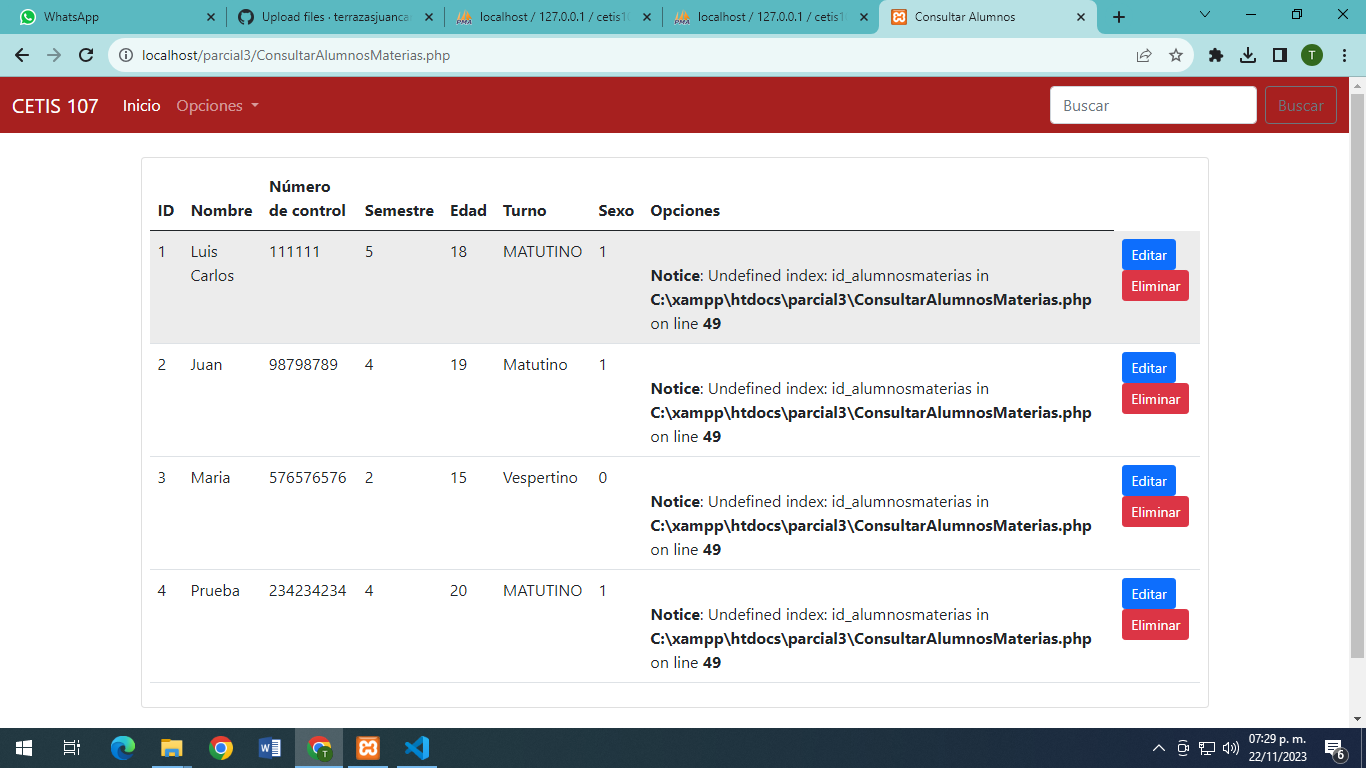 WhatsApp
Upload files · terrazasjuanca
localhost / 127.0.0.1 / cetis10
localhost / 127.0.0.1 / cetis10
Consultar Alumnos
localhost/parcial3/ConsultarAlumnosMaterias.php
T
CETIS 107
Inicio
Opciones
Buscar
Buscar
ID Nombre Número de control Semestre Edad Turno Sexo Opciones
1 Luis Carlos 111111 5 18 MATUTINO 1
Notice: Undefined index: id_alumnosmaterias in
C:\xampp\htdocs\parcial3\ConsultarAlumnosMaterias.php
on line 49
Editar
Eliminar
2 Juan 98798789 4 19 Matutino 1
Notice: Undefined index: id_alumnosmaterias in
C:\xampp\htdocs\parcial3\ConsultarAlumnosMaterias.php
on line 49
Editar
Eliminar
3 Maria 576576576 2 15 Vespertino 0
Notice: Undefined index: id_alumnosmaterias in
C:\xampp\htdocs\parcial3\ConsultarAlumnosMaterias.php
on line 49
Editar
Eliminar
4 Prueba 234234234 4 20 MATUTINO 1
Notice: Undefined index: id_alumnosmaterias in
C:\xampp\htdocs\parcial3\ConsultarAlumnosMaterias.php
on line 49
Editar
Eliminar
07:29 p. m.
22/11/2023
6